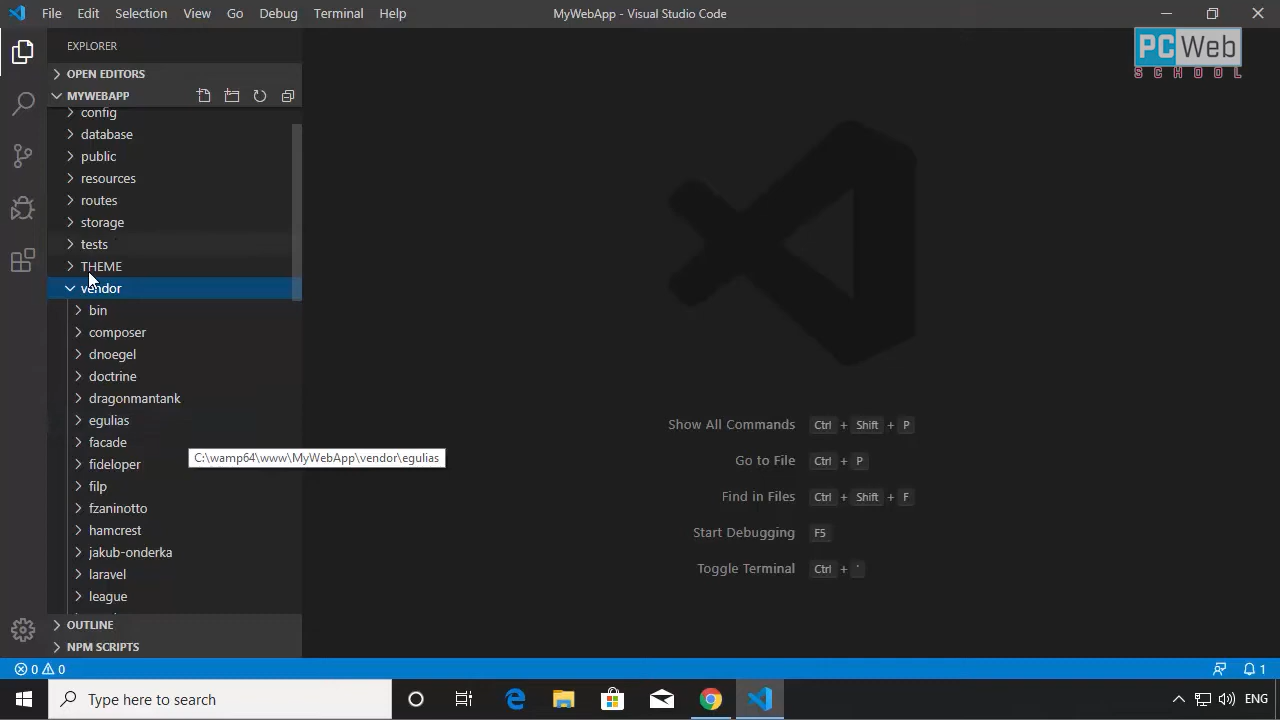 File Edit Selection View Go Debug Terminal Help
MyWebApp - Visual Studio Code
PC Web
SCHOOL
EXPLORER
OPEN EDITORS
MYWEBAPP
config
database
public
resources
routes
storage
tests
THEME
vendor
bin
composer
dnoegel
doctrine
dragonmantank
egulias
facade
C:\wamp64\www\MyWebApp\vendor\egulias
fideloper
filp
fzaninotto
hamcrest
jakub-onderka
laravel
league
OUTLINE
NPM SCRIPTS
Show All Commands Ctrl + Shift + P
Go to File Ctrl + P
Find in Files Ctrl + Shift + F
Start Debugging F5
Toggle Terminal Ctrl + `
0 0
1
Type here to search
ENG